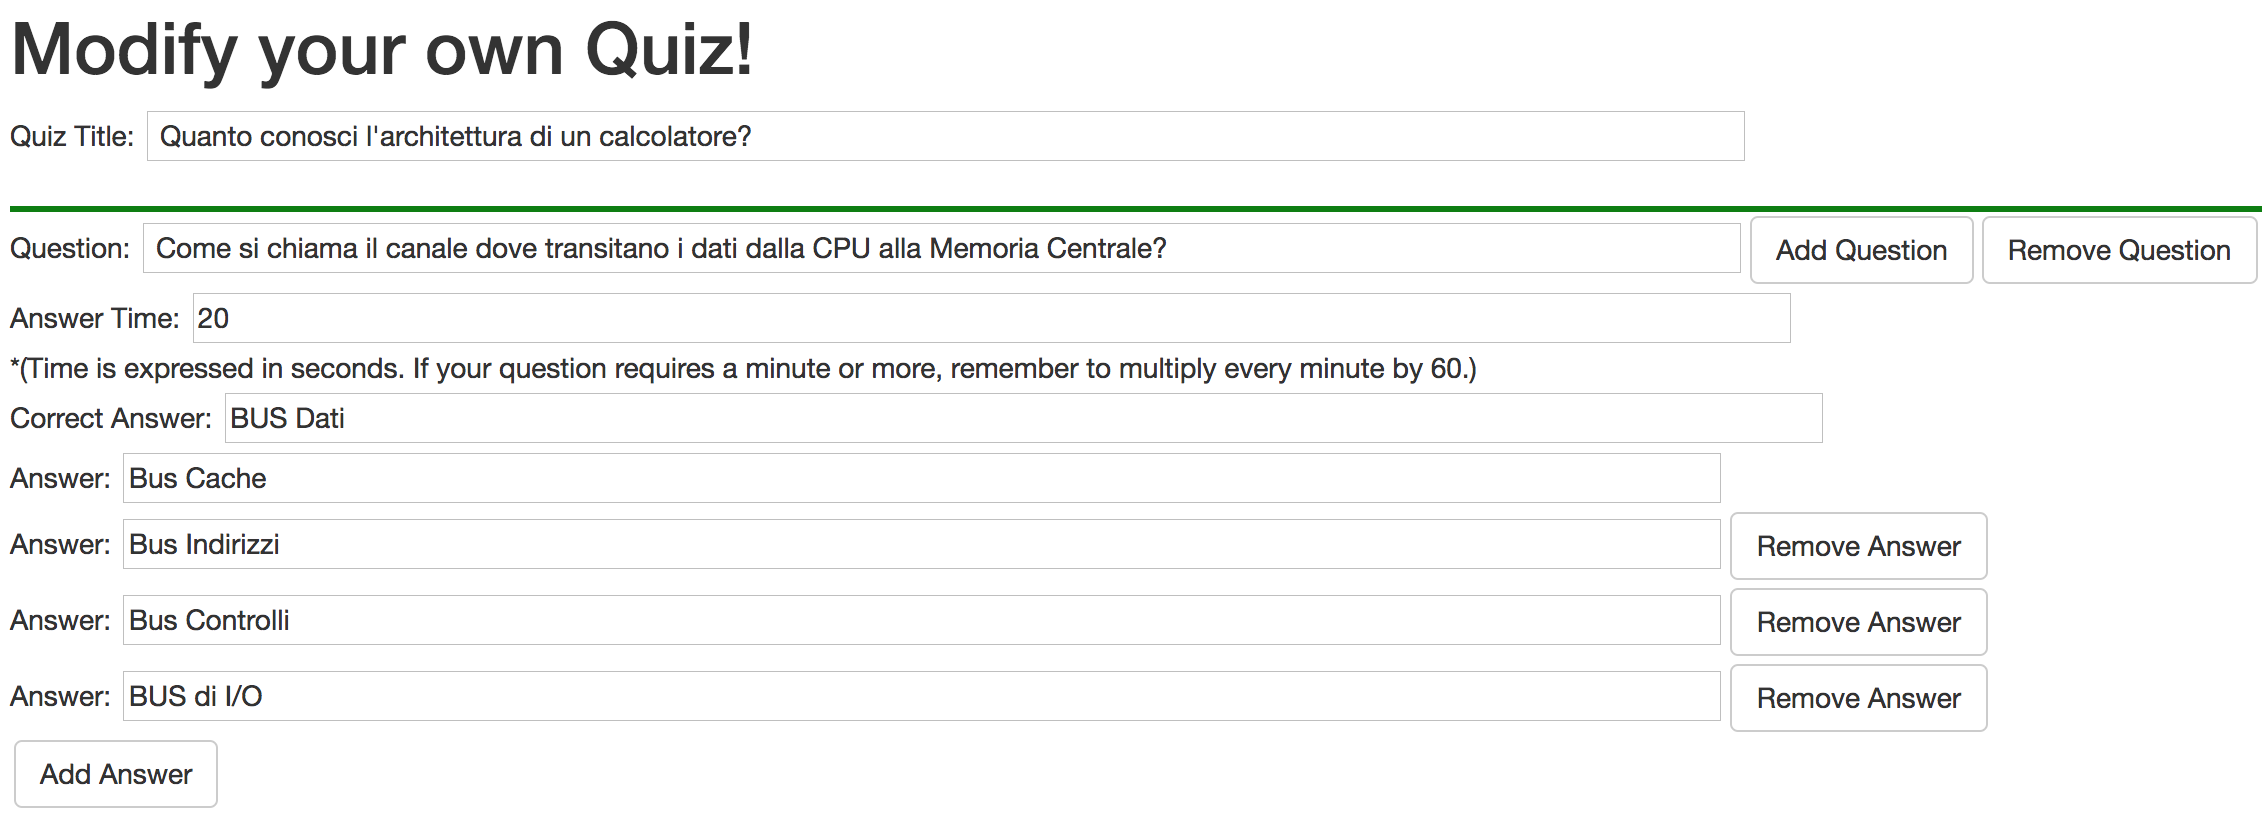 Modify your own Quiz!
Quiz Title: Quanto conosci l'architettura di un calcolatore?
Question: Come si chiama il canale dove transitano i dati dalla CPU alla Memoria Centrale? Add Question Remove Question
Answer Time: 20
*(Time is expressed in seconds. If your question requires a minute or more, remember to multiply every minute by 60.)
Correct Answer: BUS Dati
Answer: Bus Cache
Answer: Bus Indirizzi Remove Answer
Answer: Bus Controlli Remove Answer
Answer: BUS di I/O Remove Answer
Add Answer